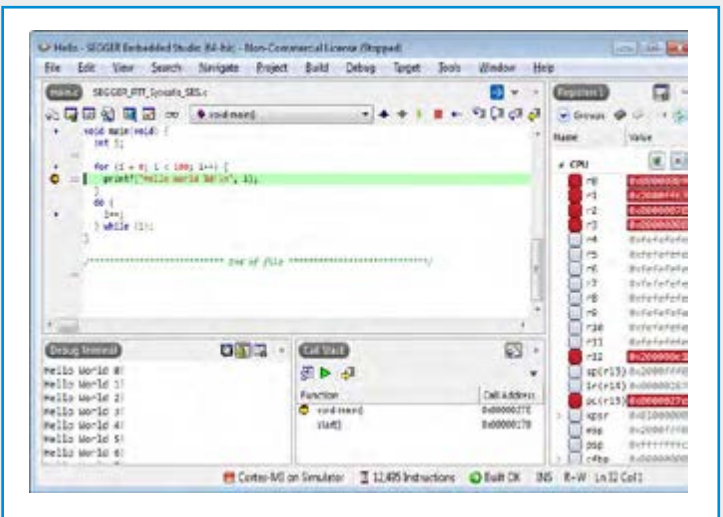 Hello - SEGGER Embedded Studio (64-bit) - Non-Commercial License (Stopped)
File Edit View Search Navigate Project Build Debug Target Tools Window Help
main.c SEGGER_RTT_Syscalls_SES.c
void main()
void main(void) {
int i;
for (i = 0; i < 100; i++) {
printf("Hello World %d!\n", i);
}
do {
i++;
} while (1);
}
/*************************** End of file ****************************/
Registers 1
Groups
Name Value
CPU
r0
r1
r2
r3
r4
r5
r6
r7
r8
r9
r10
r11
r12
sp(r13)
lr(r14)
pc(r15)
xpsr
msp
psp
cfbp
Debug Terminal
Hello World 0!
Hello World 1!
Hello World 2!
Hello World 3!
Hello World 4!
Hello World 5!
Hello World 6!
Call Stack
Function Call Address
void main()
start()
Cortex-M0 on Simulator 12,495 Instructions Built OK INS R+W Ln 32 Col 1